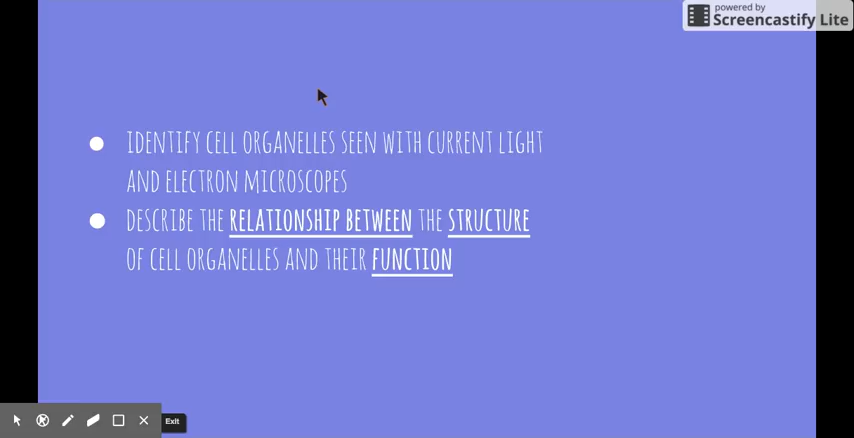 powered by
Screencastify Lite
IDENTIFY CELL ORGANELLES SEEN WITH CURRENT LIGHT
AND ELECTRON MICROSCOPES
DESCRIBE THE RELATIONSHIP BETWEEN THE STRUCTURE
OF CELL ORGANELLES AND THEIR FUNCTION
Exit